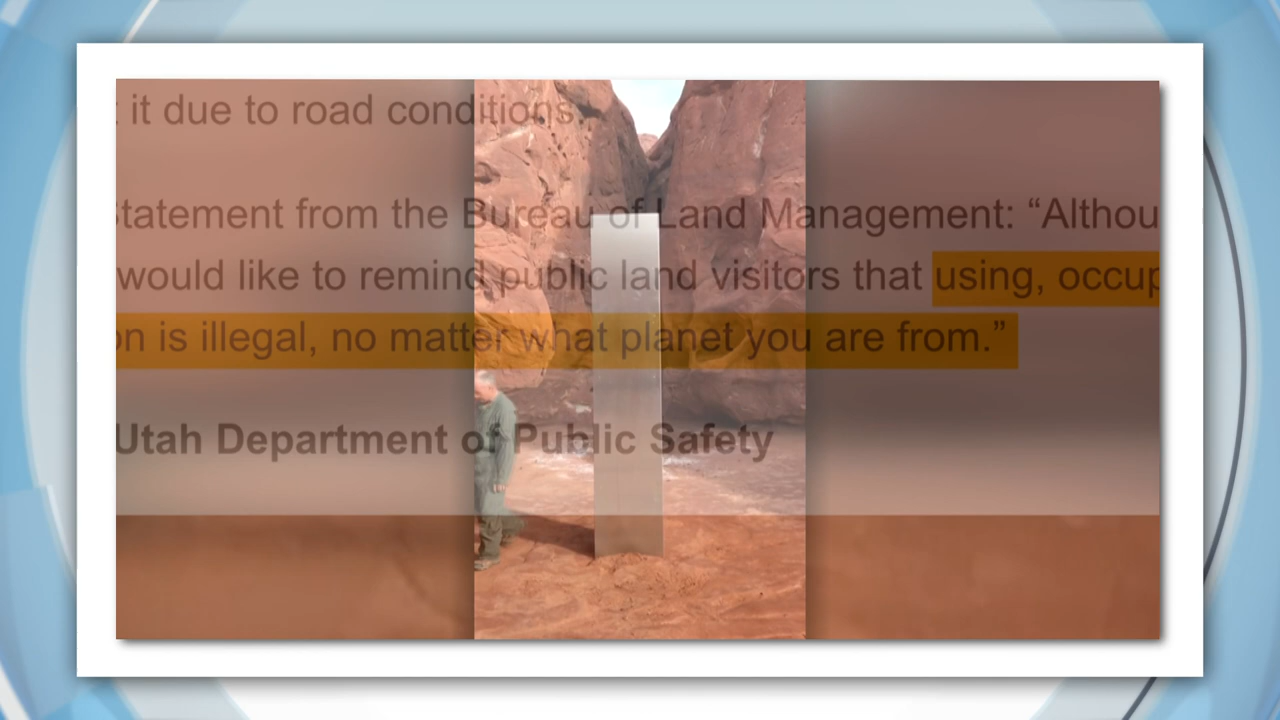 it due to road conditions.
Statement from the Bureau of Land Management: “Althou
would like to remind public land visitors that using, occup
on is illegal, no matter what planet you are from.”
Utah Department of Public Safety